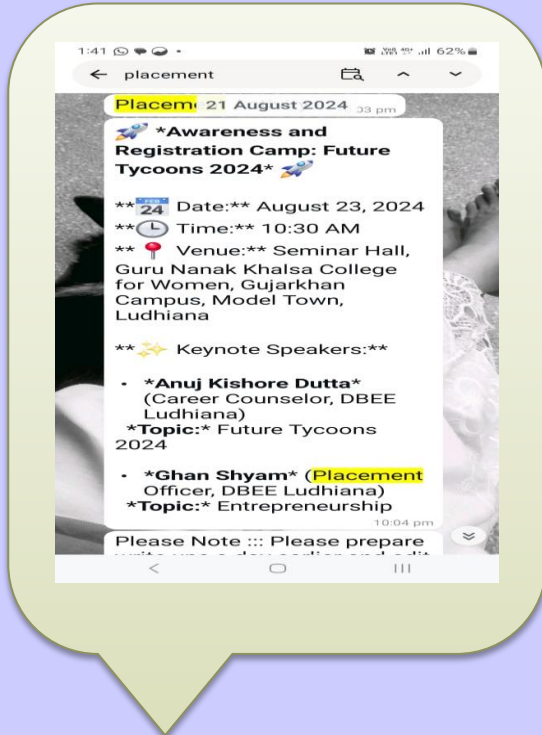 1:41 62%
placement
Placem 21 August 2024 03 pm
🚀 *Awareness and
Registration Camp: Future
Tycoons 2024* 🚀
**📆 Date:** August 23, 2024
**🕒 Time:** 10:30 AM
** 📍 Venue:** Seminar Hall,
Guru Nanak Khalsa College
for Women, Gujarkhan
Campus, Model Town,
Ludhiana
**✨ Keynote Speakers:**
• *Anuj Kishore Dutta*
(Career Counselor, DBEE
Ludhiana)
*Topic:* Future Tycoons
2024
• *Ghan Shyam* (Placement
Officer, DBEE Ludhiana)
*Topic:* Entrepreneurship
10:04 pm
Please Note ::: Please prepare